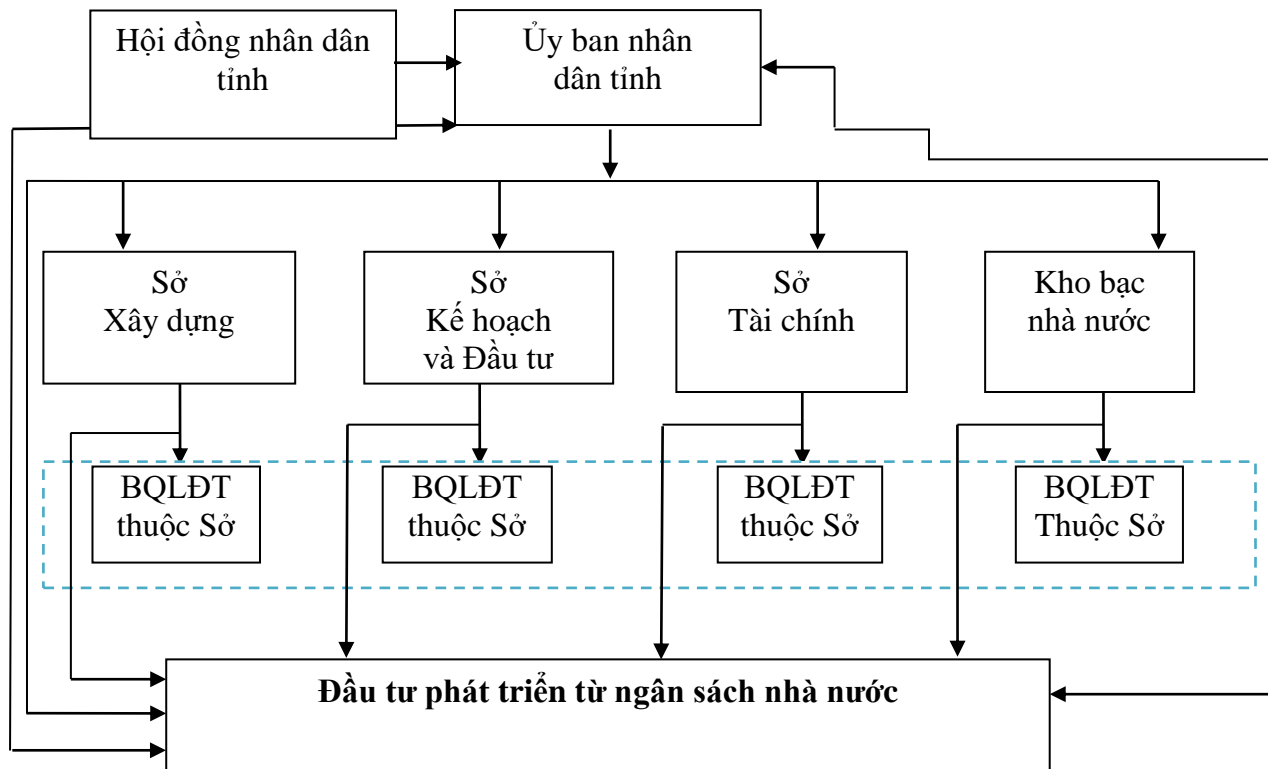 Hội đồng nhân dân
tỉnh
Ủy ban nhân
dân tỉnh
Sở
Xây dựng
Sở
Kế hoạch
và Đầu tư
Sở
Tài chính
Kho bạc
nhà nước
BQLĐT
thuộc Sở
BQLĐT
thuộc Sở
BQLĐT
thuộc Sở
BQLĐT
Thuộc Sở
Đầu tư phát triển từ ngân sách nhà nước